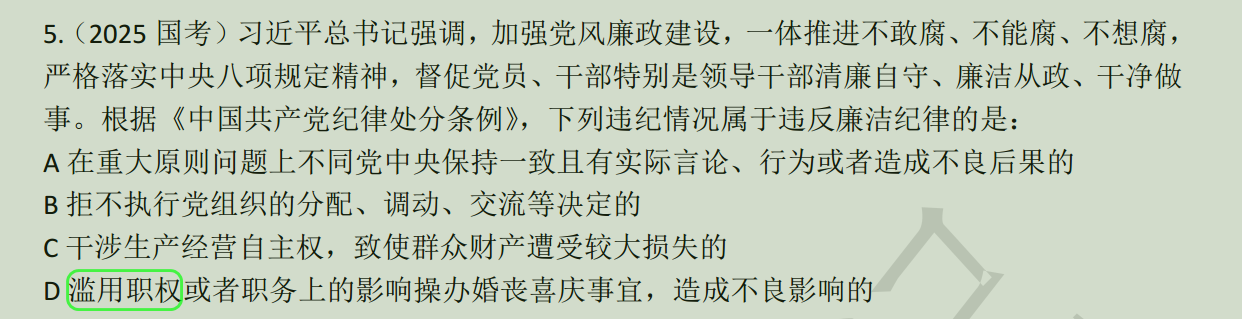 5.（2025 国考）习近平总书记强调，加强党风廉政建设，一体推进不敢腐、不能腐、不想腐，
严格落实中央八项规定精神，督促党员、干部特别是领导干部清廉自守、廉洁从政、干净做
事。根据《中国共产党纪律处分条例》，下列违纪情况属于违反廉洁纪律的是：
A 在重大原则问题上不同党中央保持一致且有实际言论、行为或者造成不良后果的
B 拒不执行党组织的分配、调动、交流等决定的
C 干涉生产经营自主权，致使群众财产遭受较大损失的
D 滥用职权或者职务上的影响操办婚丧喜庆事宜，造成不良影响的